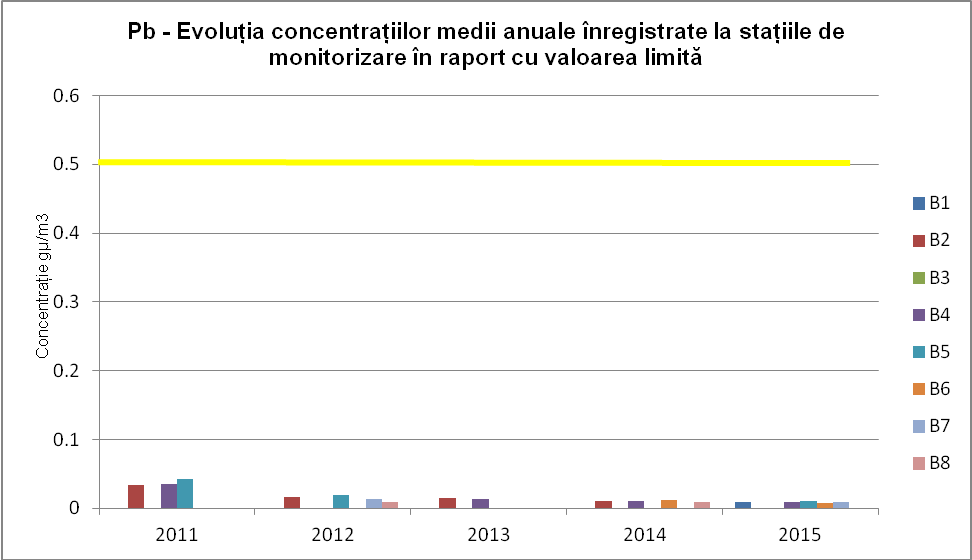 Pb - Evoluția concentrațiilor medii anuale înregistrate la stațiile de
monitorizare în raport cu valoarea limită
0.6
0.5
0.4
0.3
0.2
0.1
0
Concentrație gµ/m3
2011
2012
2013
2014
2015
B1
B2
B3
B4
B5
B6
B7
B8